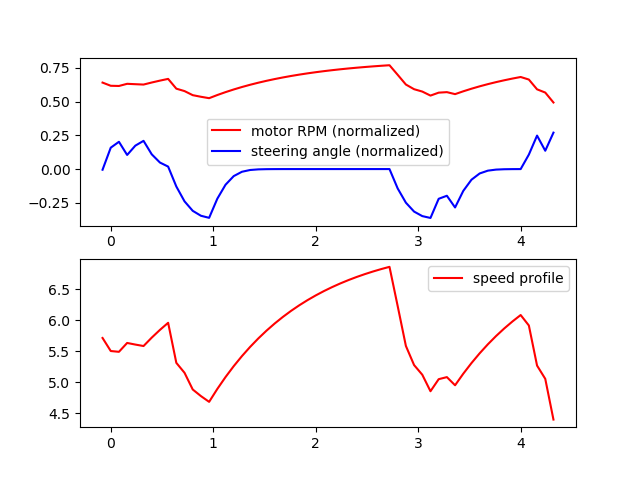 0.75
0.50
0.25
0.00
−0.25
motor RPM (normalized)
steering angle (normalized)
0 1 2 3 4
6.5
6.0
5.5
5.0
4.5
speed profile
0 1 2 3 4